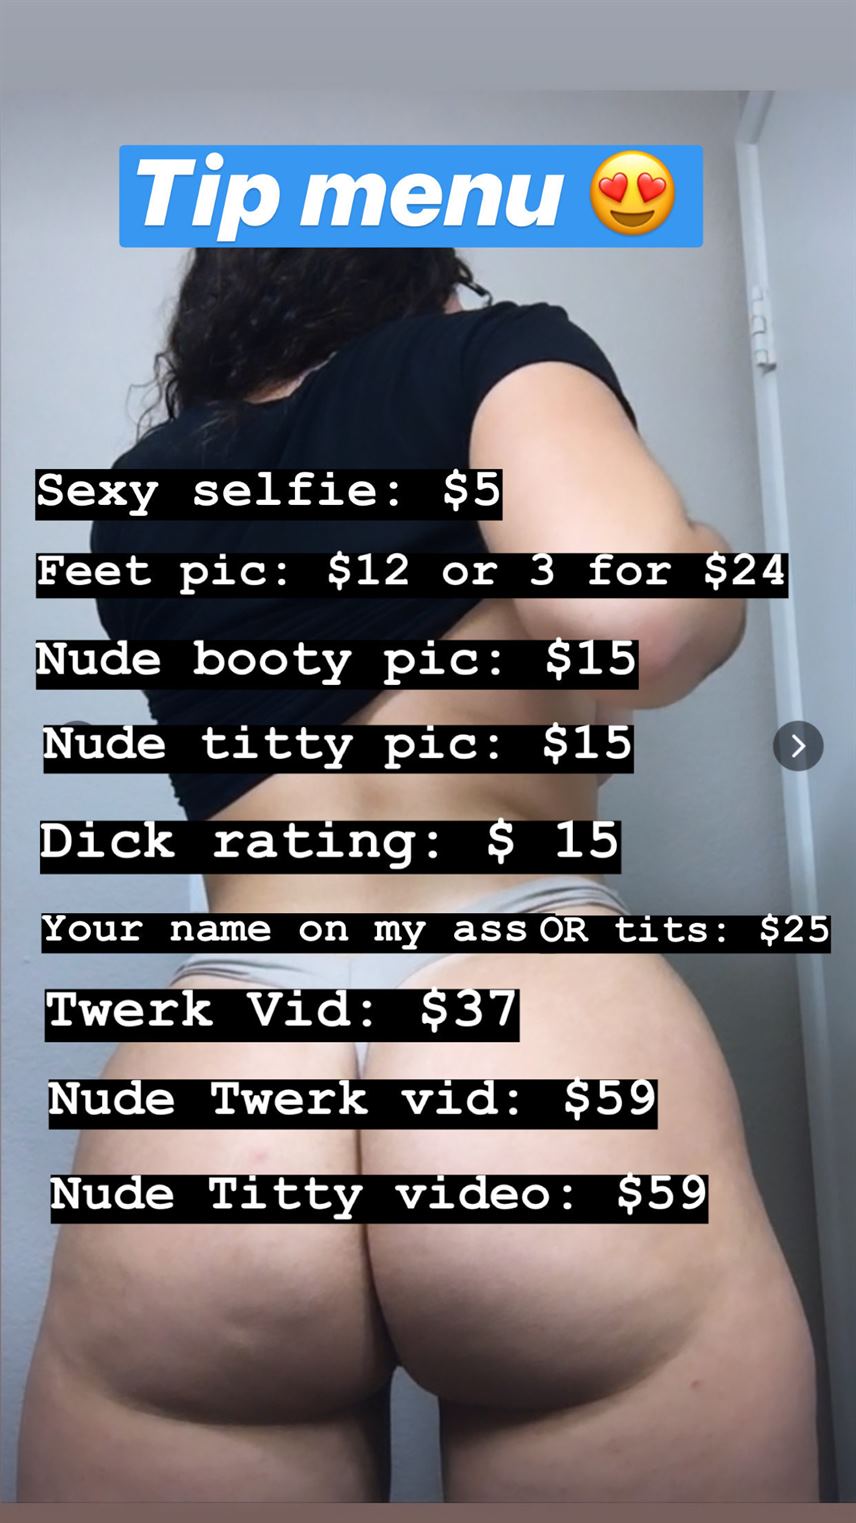 Tip menu 😍
Sexy selfie: $5
Feet pic: $12 or 3 for $24
Nude booty pic: $15
Nude titty pic: $15
Dick rating: $ 15
Your name on my ass OR tits: $25
Twerk Vid: $37
Nude Twerk vid: $59
Nude Titty video: $59